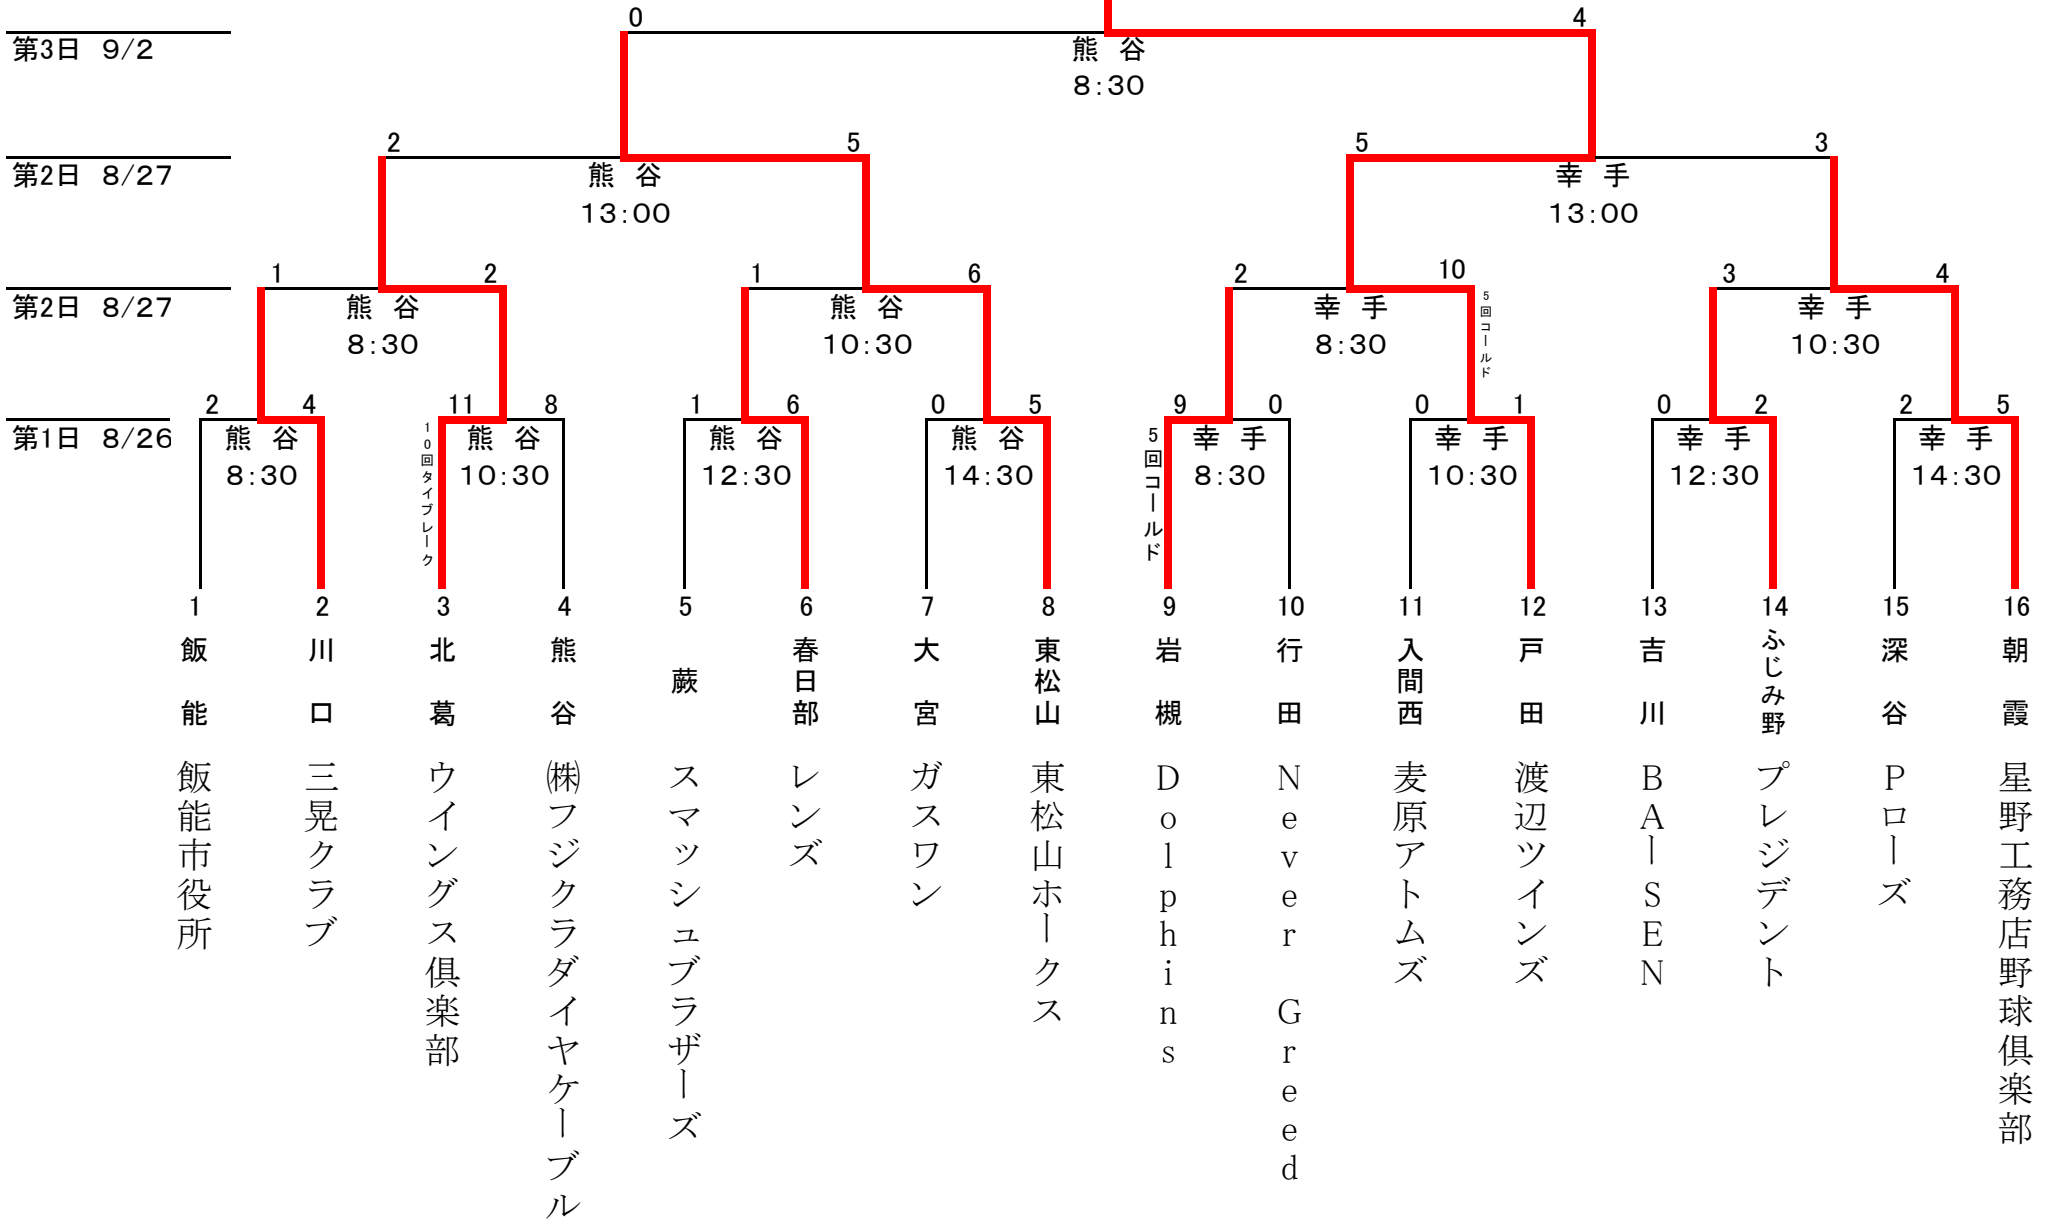 0 4
第3日 9/2
熊 谷
8:30
2 5 5 3
第2日 8/27
熊 谷 幸 手
13:00 13:00
1 2 1 6 2 10 3 4
第2日 8/27
熊 谷 熊 谷 幸 手 幸 手
8:30 10:30 8:30 10:30
5回コールド
2 4 11 8 1 6 0 5 9 0 0 1 0 2 2 5
第1日 8/26
熊 谷 熊 谷 熊 谷 熊 谷 幸 手 幸 手 幸 手 幸 手
8:30 10:30 12:30 14:30 8:30 10:30 12:30 14:30
10回タイブレーク
5回コールド
1 2 3 4 5 6 7 8 9 10 11 12 13 14 15 16
飯 能 飯能市役所
川 口 三晃クラブ
北 葛 ウイングス倶楽部
熊 谷 ㈱フジクラダイヤケーブル
蕨 スマッシュブラザーズ
春日部 レンズ
大 宮 ガスワン
東松山 東松山ホークス
岩 槻 Dolphins
行 田 Never Greed
入間西 麦原アトムズ
戸 田 渡辺ツインズ
吉 川 BAーSEN
ふじみ野 プレジデント
深 谷 Pローズ
朝 霞 星野工務店野球倶楽部